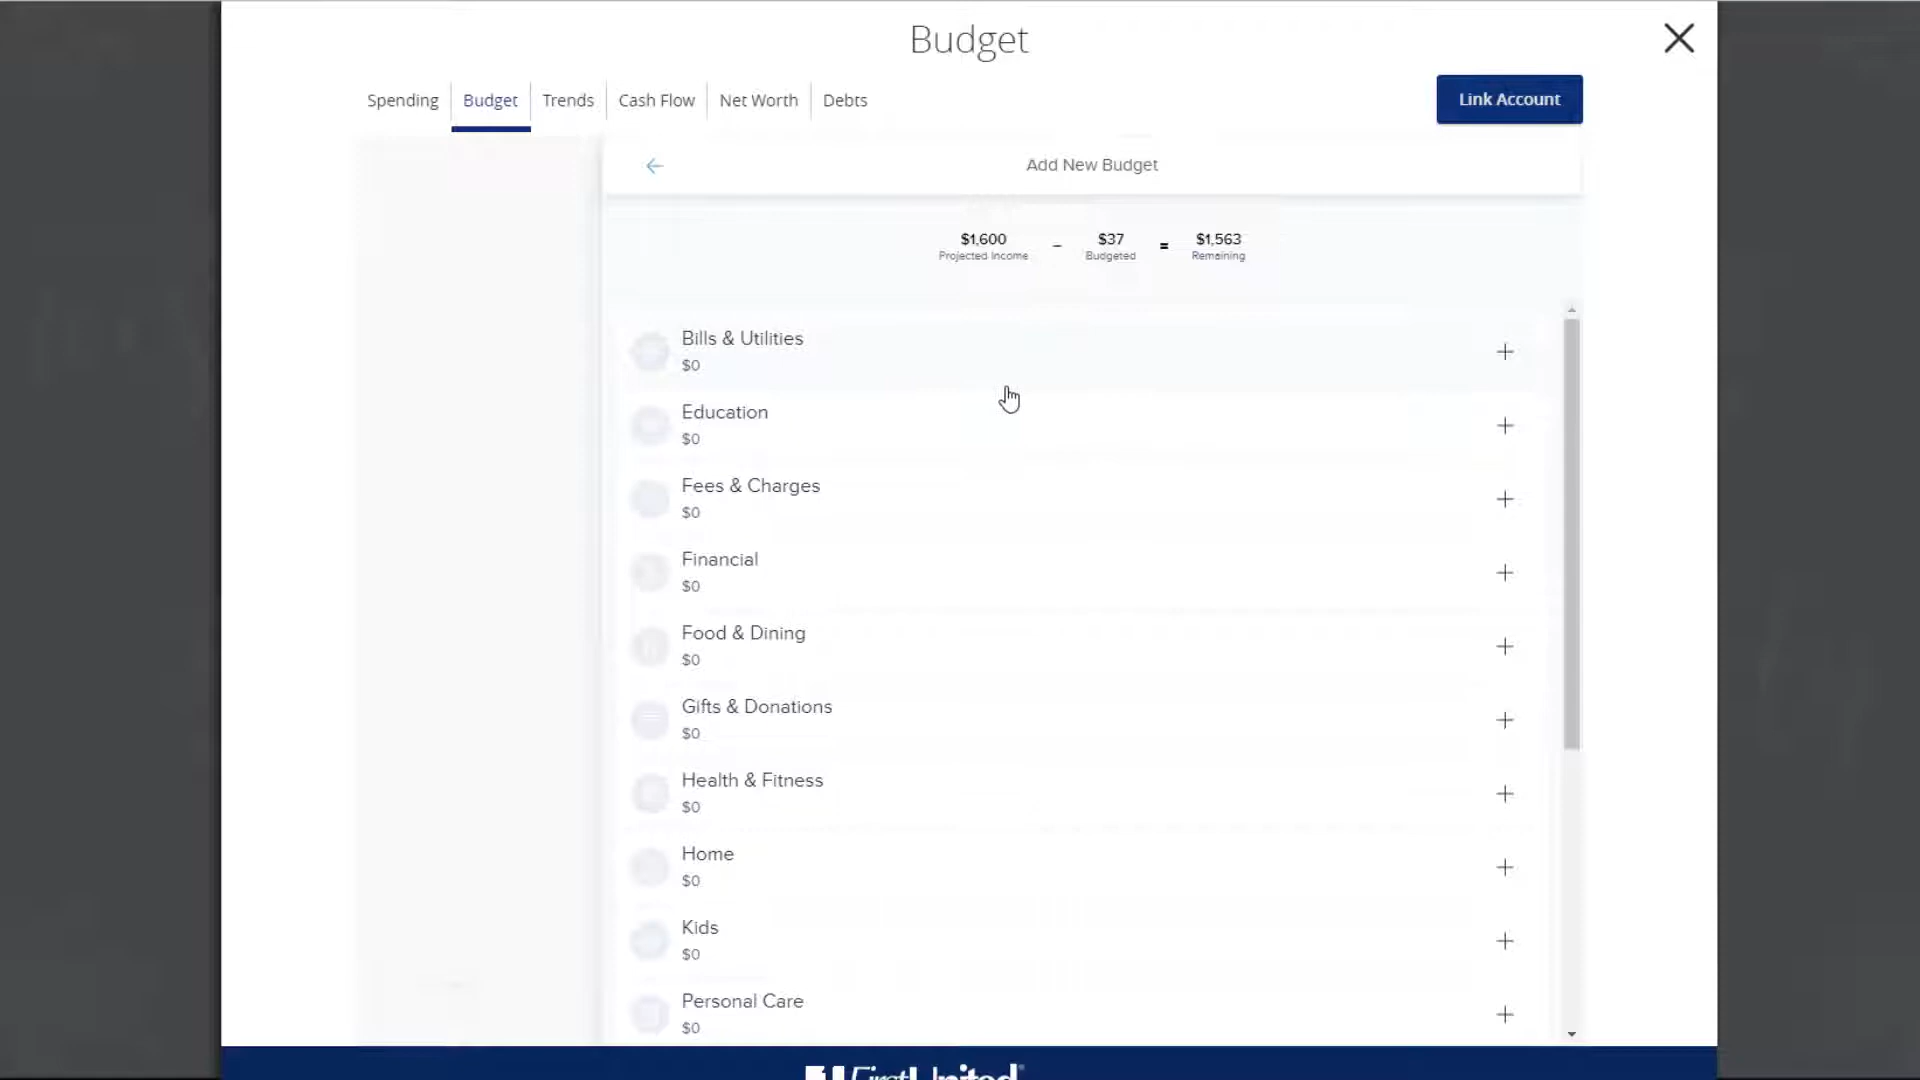 Budget
Spending
Budget
Trends
Cash Flow
Net Worth
Debts
Link Account
Add New Budget
$1,600 - $37 = $1,563
Projected Income Budgeted Remaining
Bills & Utilities
$0
Education
$0
Fees & Charges
$0
Financial
$0
Food & Dining
$0
Gifts & Donations
$0
Health & Fitness
$0
Home
$0
Kids
$0
Personal Care
$0
First United